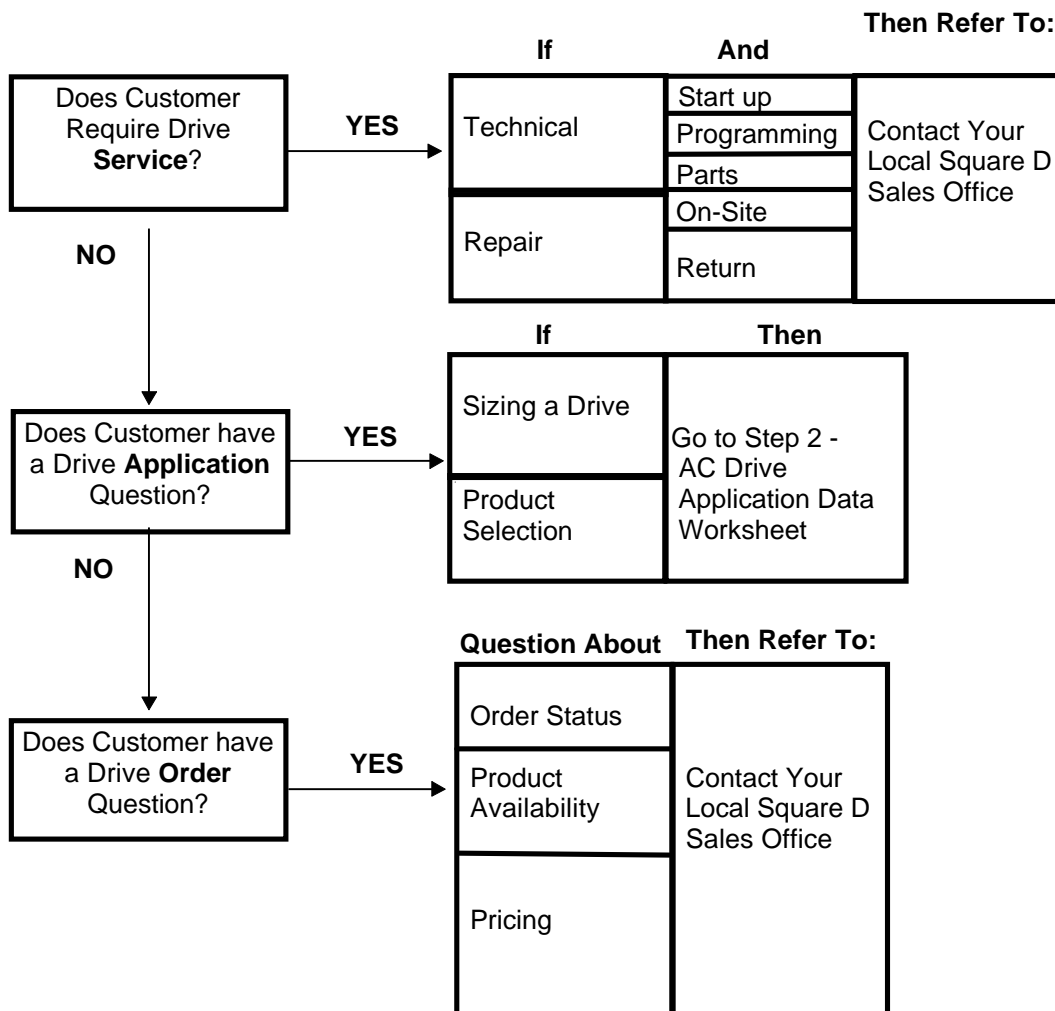 Then Refer To:
If
And
Does Customer
Require Drive
Service?
YES
Technical
Repair
Start up
Programming
Parts
On-Site
Return
Contact Your
Local Square D
Sales Office
NO
If
Then
Does Customer have
a Drive Application
Question?
YES
Sizing a Drive
Product
Selection
Go to Step 2 -
AC Drive
Application Data
Worksheet
NO
Question About
Then Refer To:
Does Customer have
a Drive Order
Question?
YES
Order Status
Product
Availability
Pricing
Contact Your
Local Square D
Sales Office